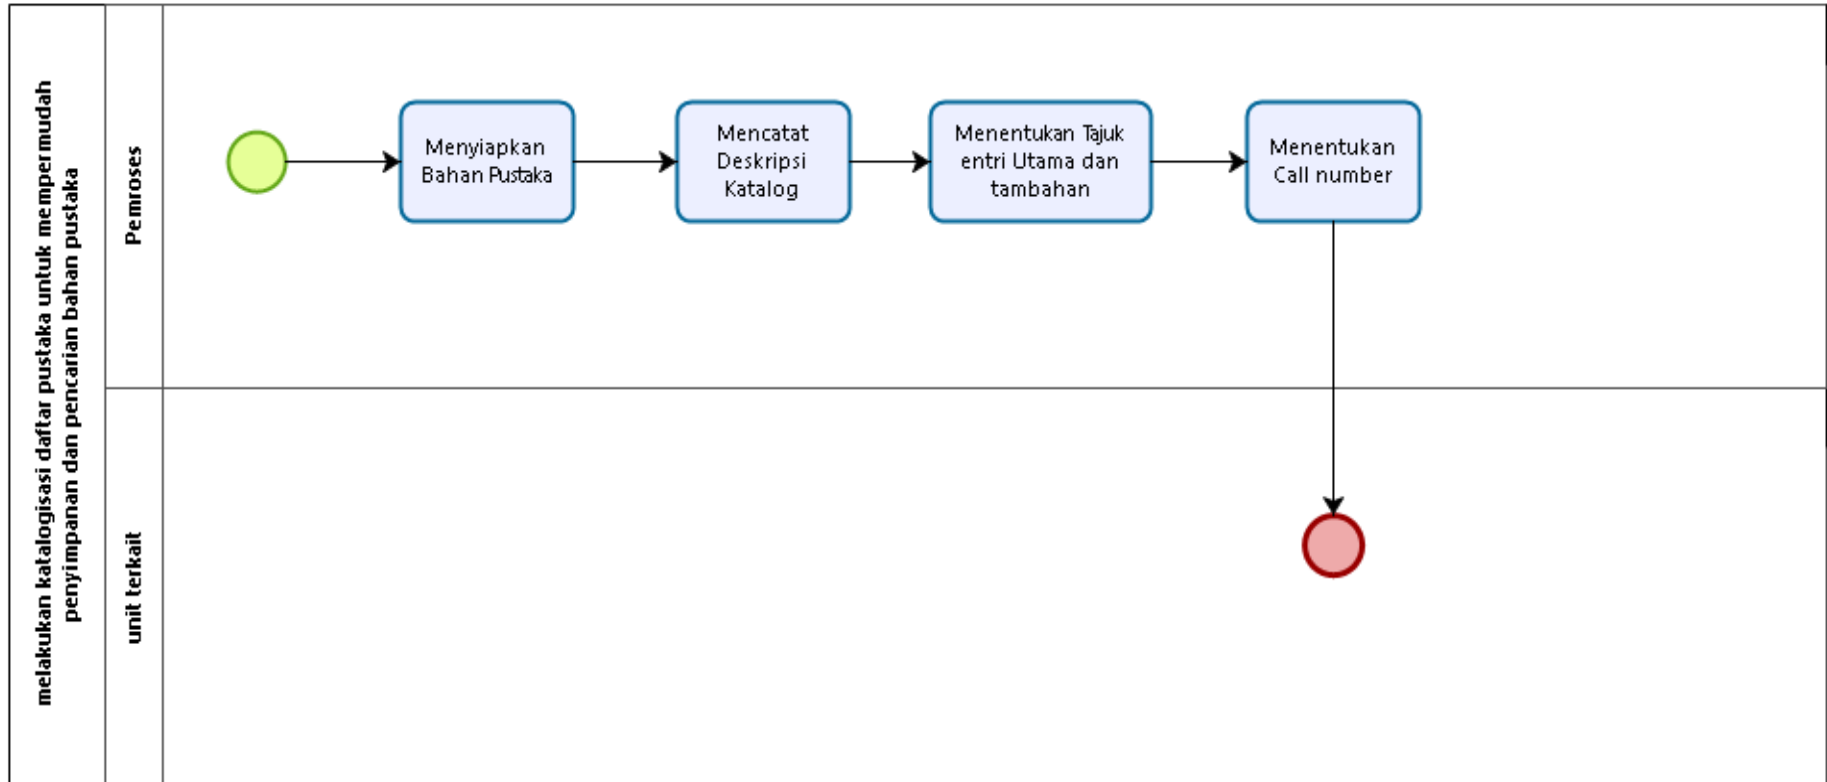 melakukan katalogisasi daftar pustaka untuk mempermudah
penyimpanan dan pencarian bahan pustaka
Pemroses
Menyiapkan
Bahan Pustaka
Mencatat
Deskripsi
Katalog
Menentukan Tajuk
entri Utama dan
tambahan
Menentukan
Call number
unit terkait